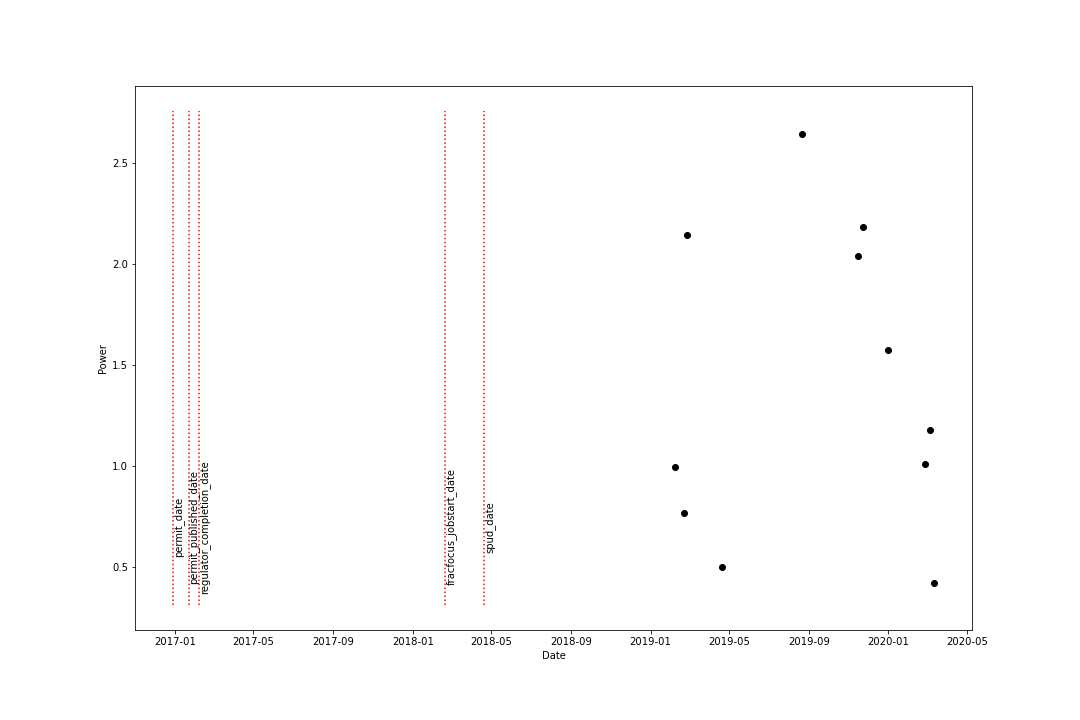 2.5
2.0
1.5
1.0
0.5
Power
permit_date
permit_published_date
regulator_completion_date
fracfocus_jobstart_date
spud_date
2017-01 2017-05 2017-09 2018-01 2018-05 2018-09 2019-01 2019-05 2019-09 2020-01 2020-05
Date